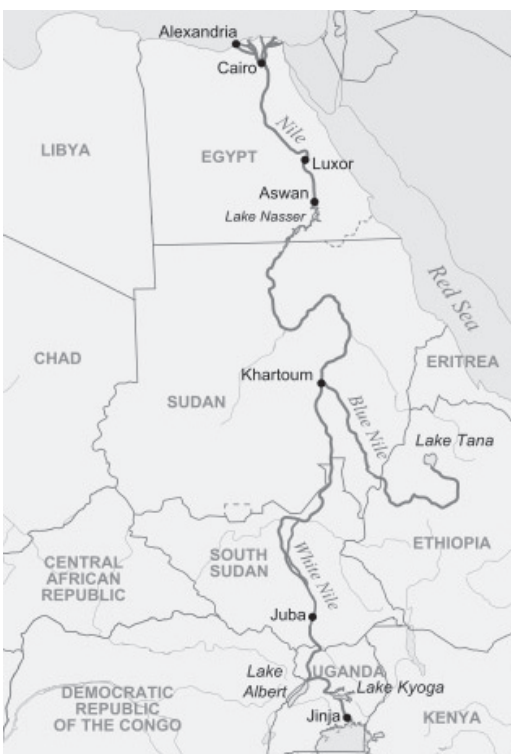 Alexandria
Cairo
LIBYA
EGYPT
Nile
Luxor
Aswan
Lake Nasser
Red Sea
CHAD
SUDAN
Khartoum
ERITREA
Blue Nile
Lake Tana
ETHIOPIA
CENTRAL
AFRICAN
REPUBLIC
SOUTH
SUDAN
White Nile
Juba
Lake
Albert
UGANDA
Lake Kyoga
DEMOCRATIC
REPUBLIC
OF THE CONGO
Jinja
KENYA